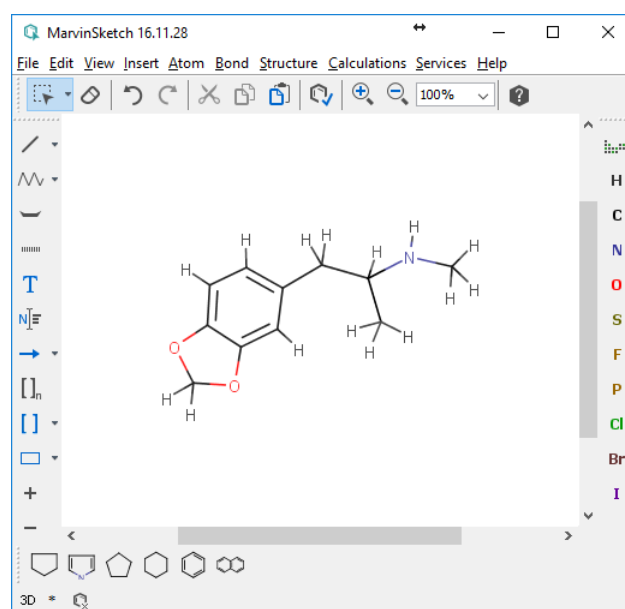 MarvinSketch 16.11.28
File Edit View Insert Atom Bond Structure Calculations Services Help
100%
?
H
C
N
O
S
F
P
Cl
Br
I
T
N
[ ]n
[ ]
+
−
H H H H H N H
H H H H
H H H H
O O
H H
N
3D *